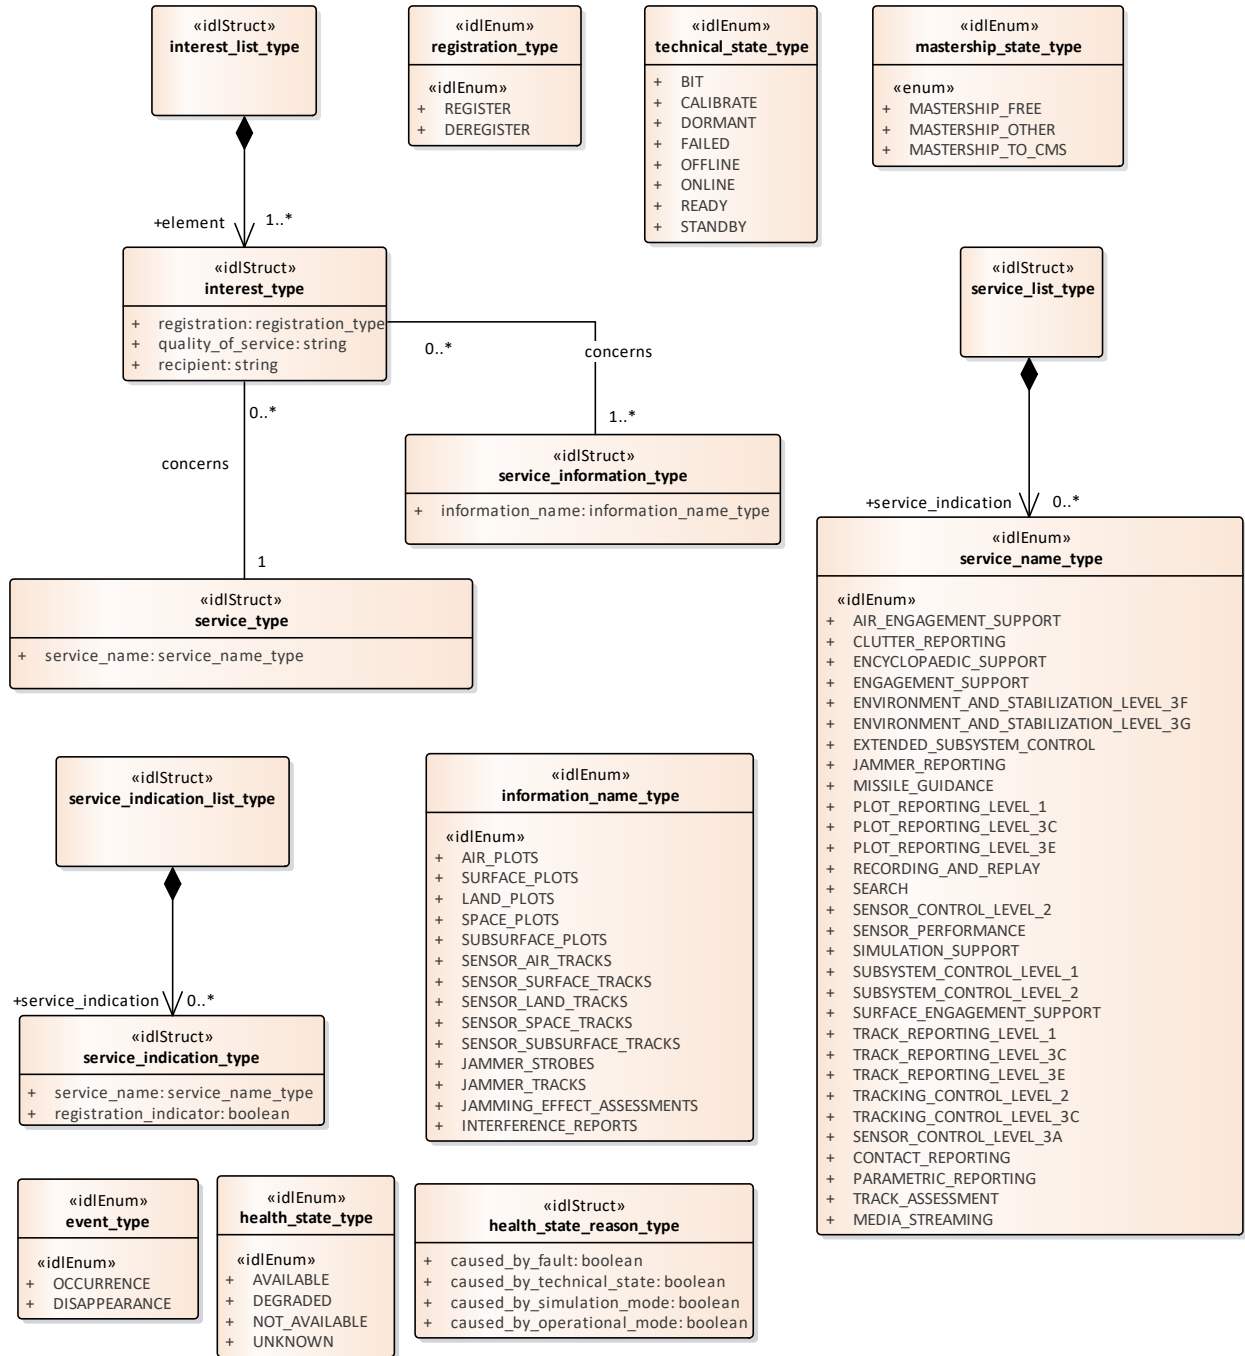 «idlStruct»
interest_list_type
«idlEnum»
registration_type
«idlEnum»
+ REGISTER
+ DEREGISTER
«idlEnum»
technical_state_type
+ BIT
+ CALIBRATE
+ DORMANT
+ FAILED
+ OFFLINE
+ ONLINE
+ READY
+ STANDBY
«idlEnum»
mastership_state_type
«enum»
+ MASTERSHIP_FREE
+ MASTERSHIP_OTHER
+ MASTERSHIP_TO_CMS
+element
1..*
«idlStruct»
interest_type
+ registration: registration_type
+ quality_of_service: string
+ recipient: string
0..*
concerns
1..*
0..*
concerns
1
«idlStruct»
service_information_type
+ information_name: information_name_type
«idlStruct»
service_type
+ service_name: service_name_type
«idlStruct»
service_list_type
+service_indication
0..*
«idlEnum»
service_name_type
«idlEnum»
+ AIR_ENGAGEMENT_SUPPORT
+ CLUTTER_REPORTING
+ ENCYCLOPAEDIC_SUPPORT
+ ENGAGEMENT_SUPPORT
+ ENVIRONMENT_AND_STABILIZATION_LEVEL_3F
+ ENVIRONMENT_AND_STABILIZATION_LEVEL_3G
+ EXTENDED_SUBSYSTEM_CONTROL
+ JAMMER_REPORTING
+ MISSILE_GUIDANCE
+ PLOT_REPORTING_LEVEL_1
+ PLOT_REPORTING_LEVEL_3C
+ PLOT_REPORTING_LEVEL_3E
+ RECORDING_AND_REPLAY
+ SEARCH
+ SENSOR_CONTROL_LEVEL_2
+ SENSOR_PERFORMANCE
+ SIMULATION_SUPPORT
+ SUBSYSTEM_CONTROL_LEVEL_1
+ SUBSYSTEM_CONTROL_LEVEL_2
+ SURFACE_ENGAGEMENT_SUPPORT
+ TRACK_REPORTING_LEVEL_1
+ TRACK_REPORTING_LEVEL_3C
+ TRACK_REPORTING_LEVEL_3E
+ TRACKING_CONTROL_LEVEL_2
+ TRACKING_CONTROL_LEVEL_3C
+ SENSOR_CONTROL_LEVEL_3A
+ CONTACT_REPORTING
+ PARAMETRIC_REPORTING
+ TRACK_ASSESSMENT
+ MEDIA_STREAMING
«idlStruct»
service_indication_list_type
+service_indication
0..*
«idlStruct»
service_indication_type
+ service_name: service_name_type
+ registration_indicator: boolean
«idlEnum»
information_name_type
«idlEnum»
+ AIR_PLOTS
+ SURFACE_PLOTS
+ LAND_PLOTS
+ SPACE_PLOTS
+ SUBSURFACE_PLOTS
+ SENSOR_AIR_TRACKS
+ SENSOR_SURFACE_TRACKS
+ SENSOR_LAND_TRACKS
+ SENSOR_SPACE_TRACKS
+ SENSOR_SUBSURFACE_TRACKS
+ JAMMER_STROBES
+ JAMMER_TRACKS
+ JAMMING_EFFECT_ASSESSMENTS
+ INTERFERENCE_REPORTS
«idlEnum»
event_type
«idlEnum»
+ OCCURRENCE
+ DISAPPEARANCE
«idlEnum»
health_state_type
«idlEnum»
+ AVAILABLE
+ DEGRADED
+ NOT_AVAILABLE
+ UNKNOWN
«idlStruct»
health_state_reason_type
+ caused_by_fault: boolean
+ caused_by_technical_state: boolean
+ caused_by_simulation_mode: boolean
+ caused_by_operational_mode: boolean